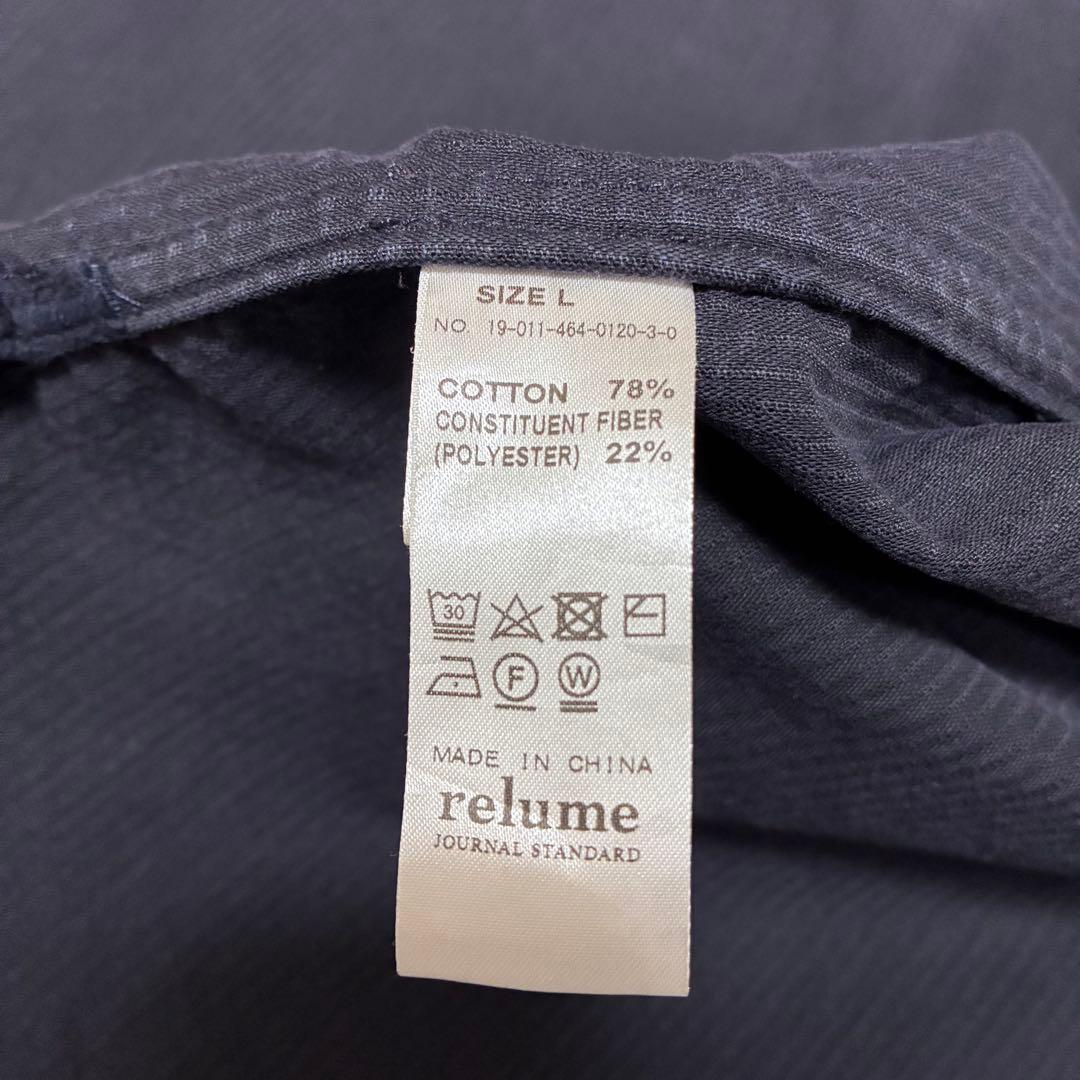 SIZE L
NO. 19-011-464-0120-3-0
COTTON 78%
CONSTITUENT FIBER
(POLYESTER) 22%
30
F W
MADE IN CHINA
relume
JOURNAL STANDARD